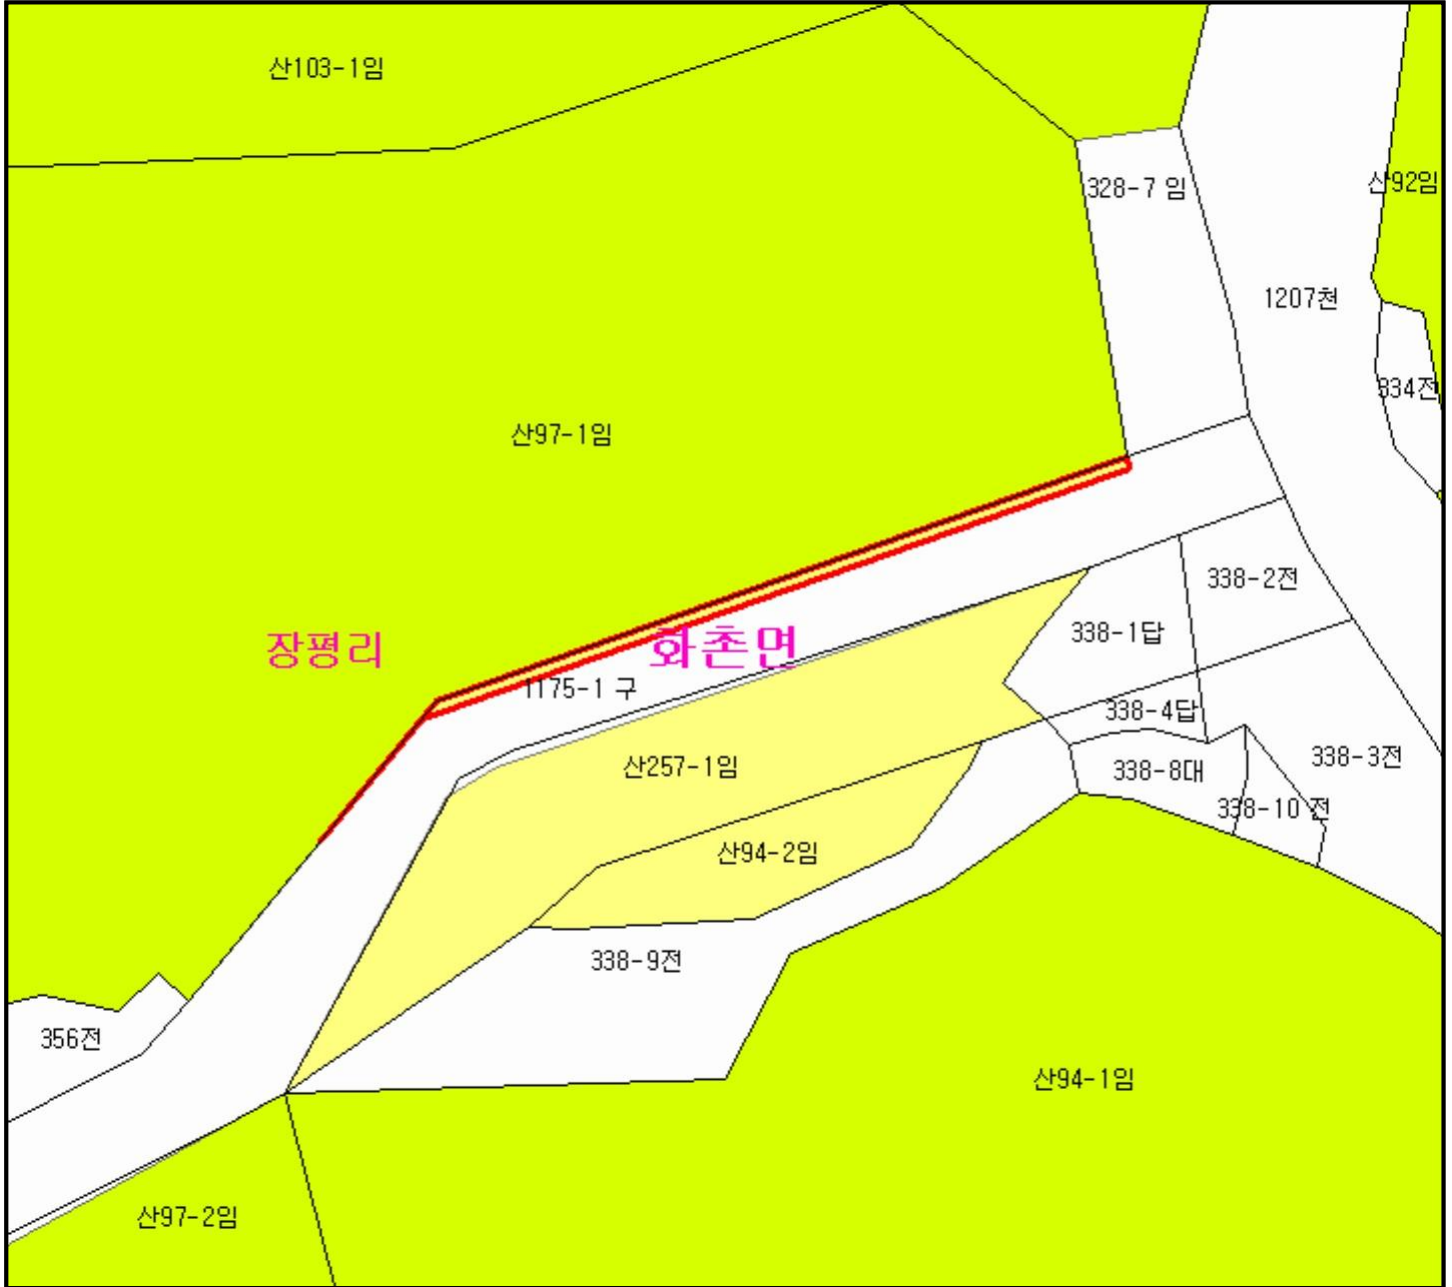 산103-1임
328-7 임
산92임
1207천
334전
산97-1임
338-2전
338-1답
장평리
화촌면
1175-1 구
338-4답
338-3전
산257-1임
338-8대
338-10 전
산94-2임
338-9전
356전
산94-1임
산97-2임